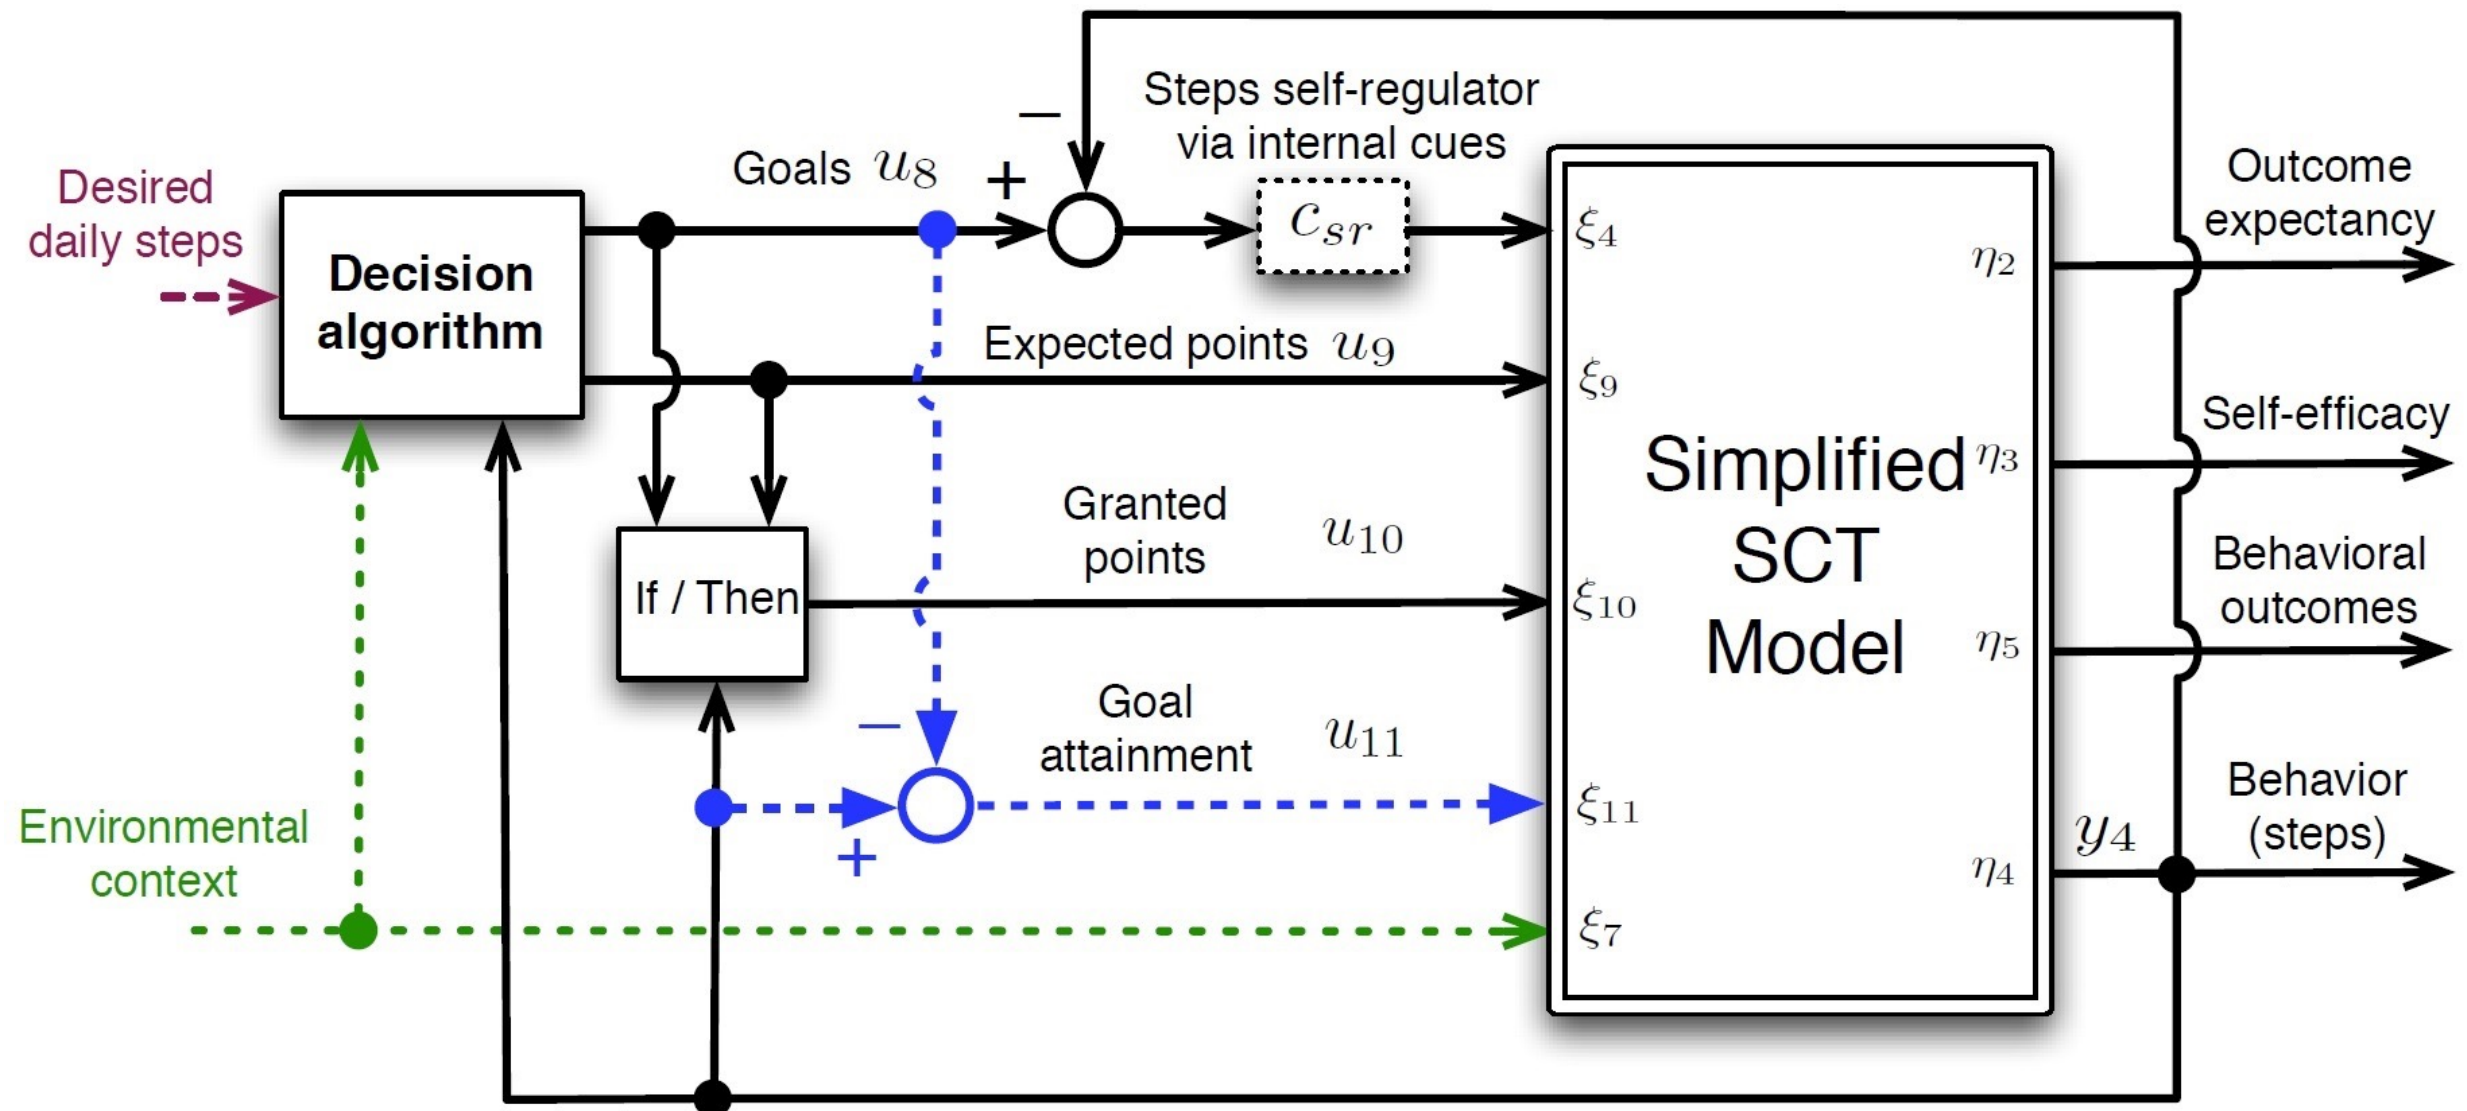 Steps self-regulator
via internal cues
Goals u₈
−
+
Desired
daily steps
Decision
algorithm
c_{sr}
ξ₄
η₂
Outcome
expectancy
Expected points u₉
ξ₉
Simplified
SCT
Model
η₃
Self-efficacy
Granted
points
u₁₀
If / Then
ξ₁₀
η₅
Behavioral
outcomes
Goal
attainment
u₁₁
−
+
ξ₁₁
η₄
y₄
Behavior
(steps)
Environmental
context
ξ₇